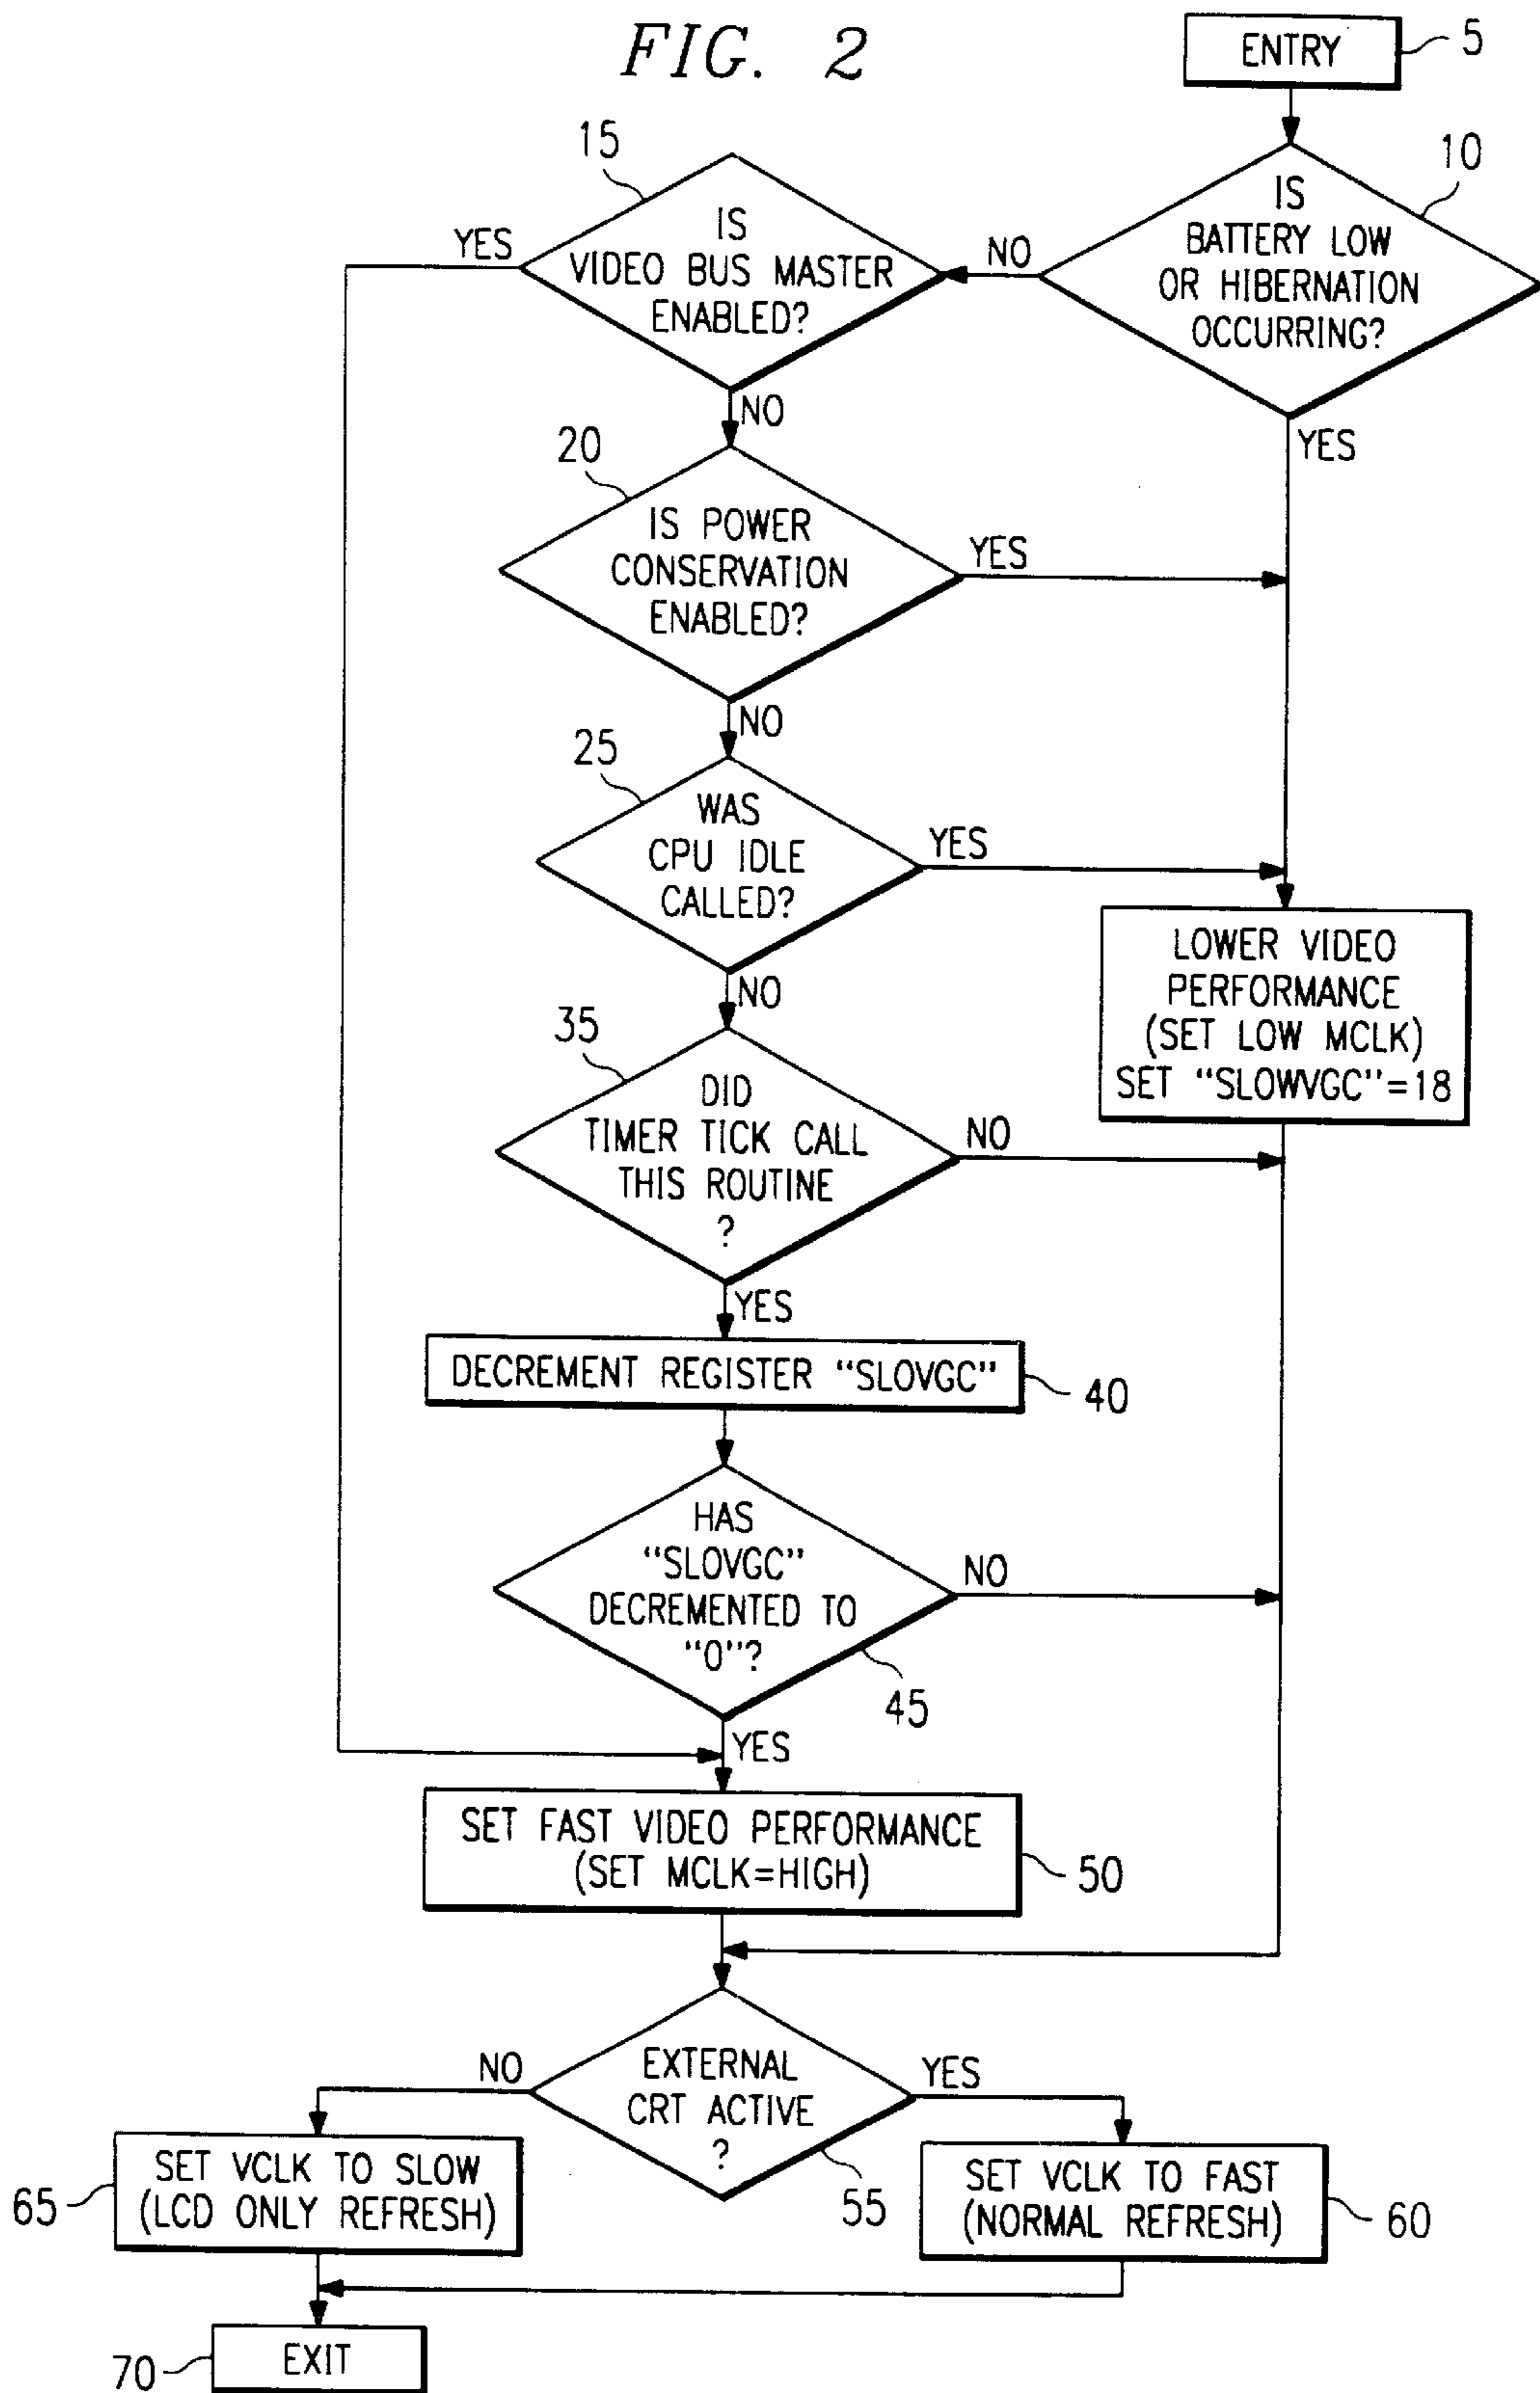 FIG. 2
ENTRY
5
10
IS
BATTERY LOW
OR HIBERNATION
OCCURRING?
NO
YES
15
IS
VIDEO BUS MASTER
ENABLED?
YES
NO
20
IS POWER
CONSERVATION
ENABLED?
YES
NO
25
WAS
CPU IDLE
CALLED?
YES
NO
LOWER VIDEO
PERFORMANCE
(SET LOW MCLK)
SET "SLOWVGC"=18
35
DID
TIMER TICK CALL
THIS ROUTINE
?
NO
YES
DECREMENT REGISTER "SLOVGC"
40
HAS
"SLOVGC"
DECREMENTED TO
"0"?
NO
45
YES
SET FAST VIDEO PERFORMANCE
(SET MCLK=HIGH)
50
EXTERNAL
CRT ACTIVE
?
NO
YES
55
SET VCLK TO SLOW
(LCD ONLY REFRESH)
65
SET VCLK TO FAST
(NORMAL REFRESH)
60
EXIT
70